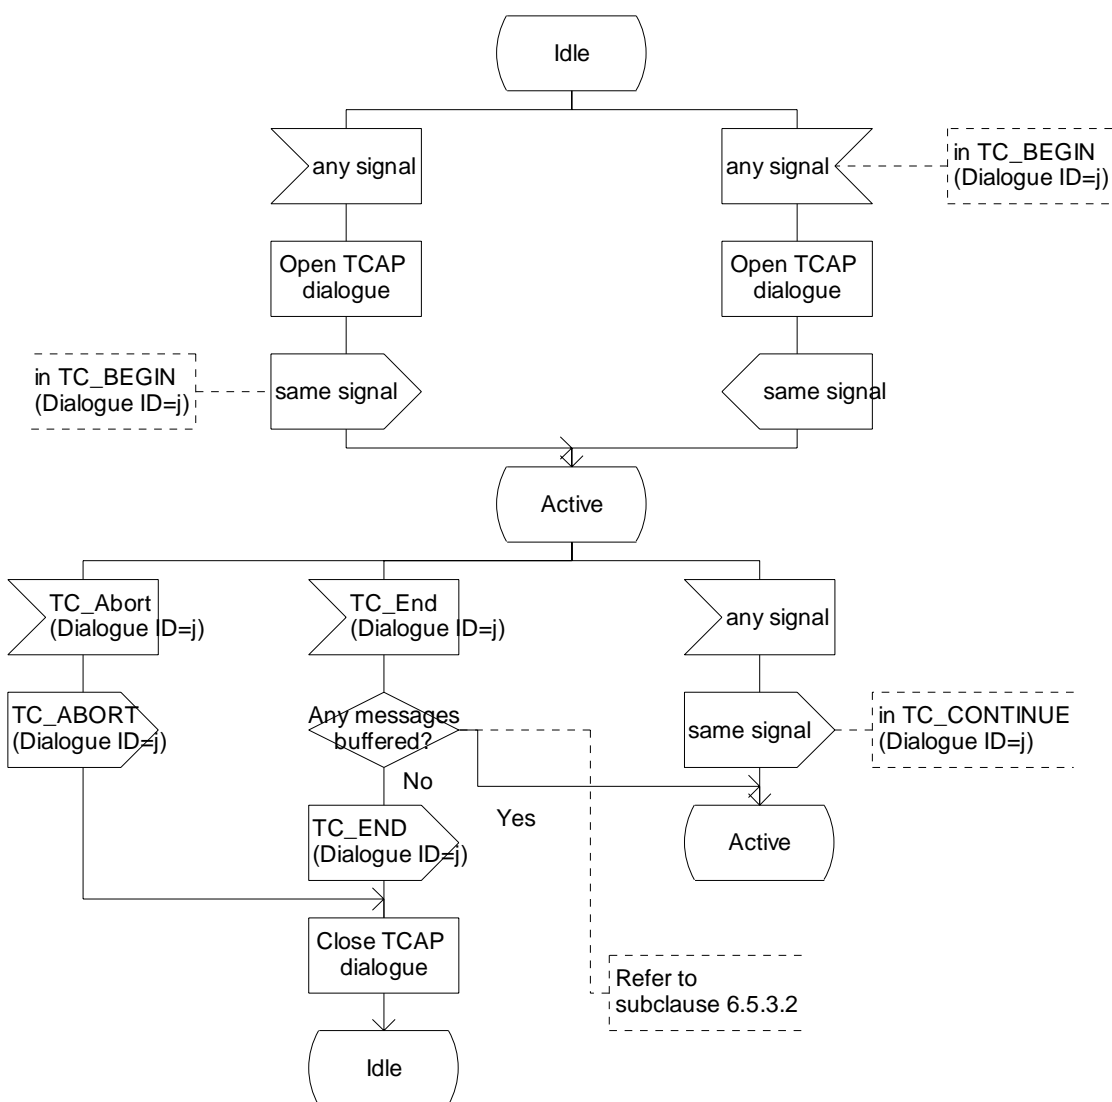 Idle
any signal
any signal
in TC_BEGIN
(Dialogue ID=j)
Open TCAP
dialogue
Open TCAP
dialogue
in TC_BEGIN
(Dialogue ID=j)
same signal
same signal
Active
TC_Abort
(Dialogue ID=j)
TC_End
(Dialogue ID=j)
any signal
TC_ABORT
(Dialogue ID=j)
Any messages
buffered?
same signal
in TC_CONTINUE
(Dialogue ID=j)
No
Yes
TC_END
(Dialogue ID=j)
Active
Close TCAP
dialogue
Refer to
subclause 6.5.3.2
Idle